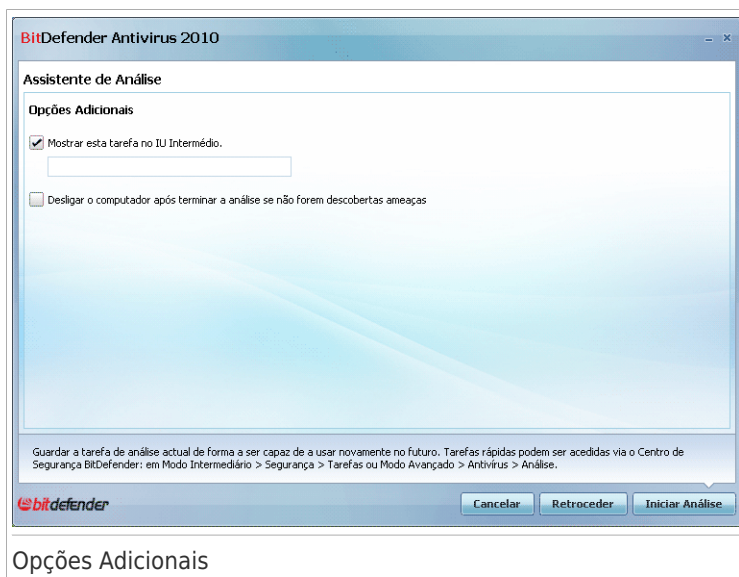 BitDefender Antivirus 2010
Assistente de Análise
Opções Adicionais
Mostrar esta tarefa no IU Intermédio.
Desligar o computador após terminar a análise se não forem descobertas ameaças
Guardar a tarefa de análise actual de forma a ser capaz de a usar novamente no futuro. Tarefas rápidas podem ser acedidas via o Centro de
Segurança BitDefender: em Modo Intermediário > Segurança > Tarefas ou Modo Avançado > Antivírus > Análise.
bitdefender
Cancelar
Retroceder
Iniciar Análise
Opções Adicionais